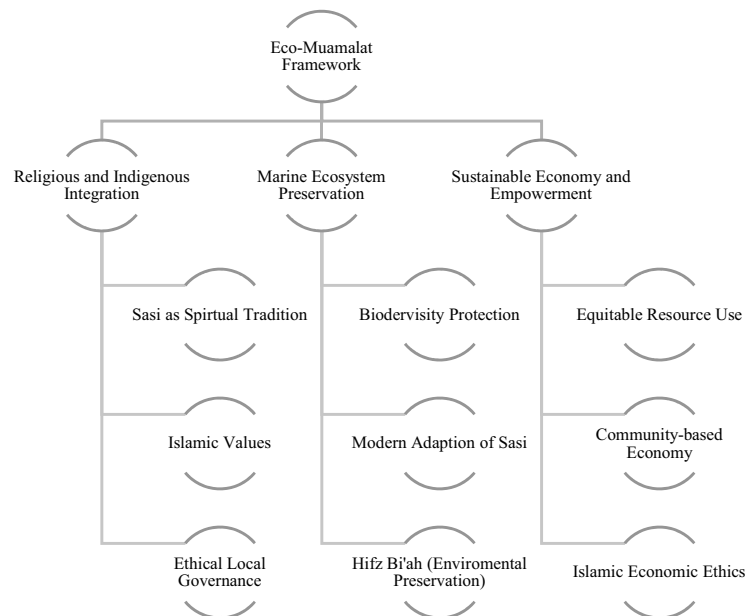 Eco-Muamalat
Framework
Religious and Indigenous
Integration
Marine Ecosystem
Preservation
Sustainable Economy and
Empowerment
Sasi as Spirtual Tradition
Biodervisity Protection
Equitable Resource Use
Islamic Values
Modern Adaption of Sasi
Community-based
Economy
Ethical Local
Governance
Hifz Bi'ah (Enviromental
Preservation)
Islamic Economic Ethics